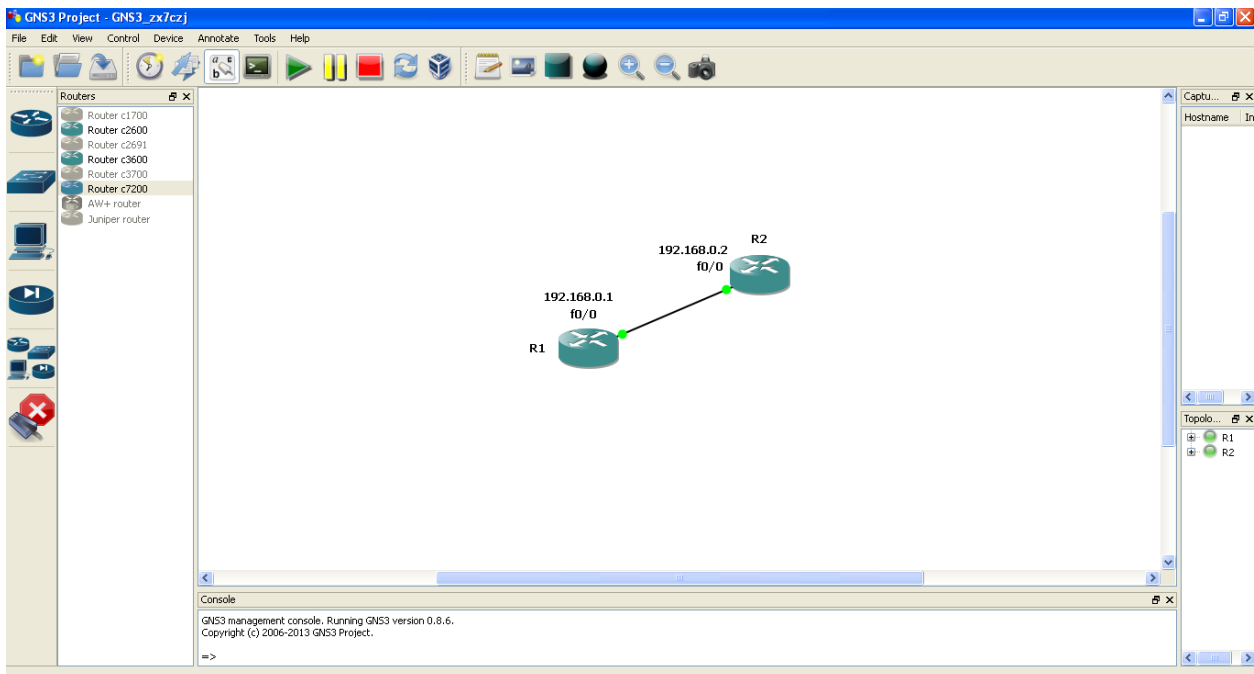 GNS3 Project - GNS3_zx7czj
File Edit View Control Device Annotate Tools Help
Routers
Router c1700
Router c2600
Router c2691
Router c3600
Router c3700
Router c7200
AW+ router
Juniper router
R2
192.168.0.2
f0/0
192.168.0.1
f0/0
R1
Captu...
Hostname In
Topolo...
R1
R2
Console
GNS3 management console. Running GNS3 version 0.8.6.
Copyright (c) 2006-2013 GNS3 Project.
=>